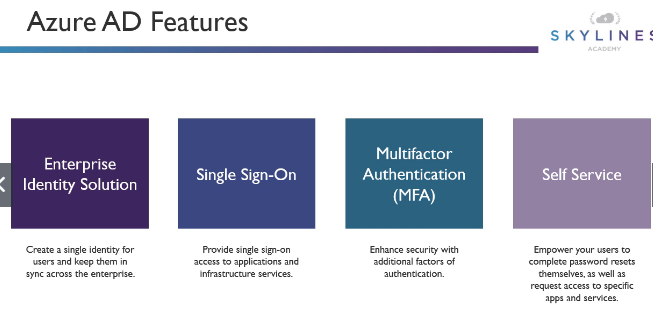 Azure AD Features
SKYLINES
ACADEMY
Enterprise
Identity Solution
Create a single identity for
users and keep them in
sync across the enterprise.
Single Sign-On
Provide single sign-on
access to applications and
infrastructure services.
Multifactor
Authentication
(MFA)
Enhance security with
additional factors of
authentication.
Self Service
Empower your users to
complete password resets
themselves, as well as
request access to specific
apps and services.